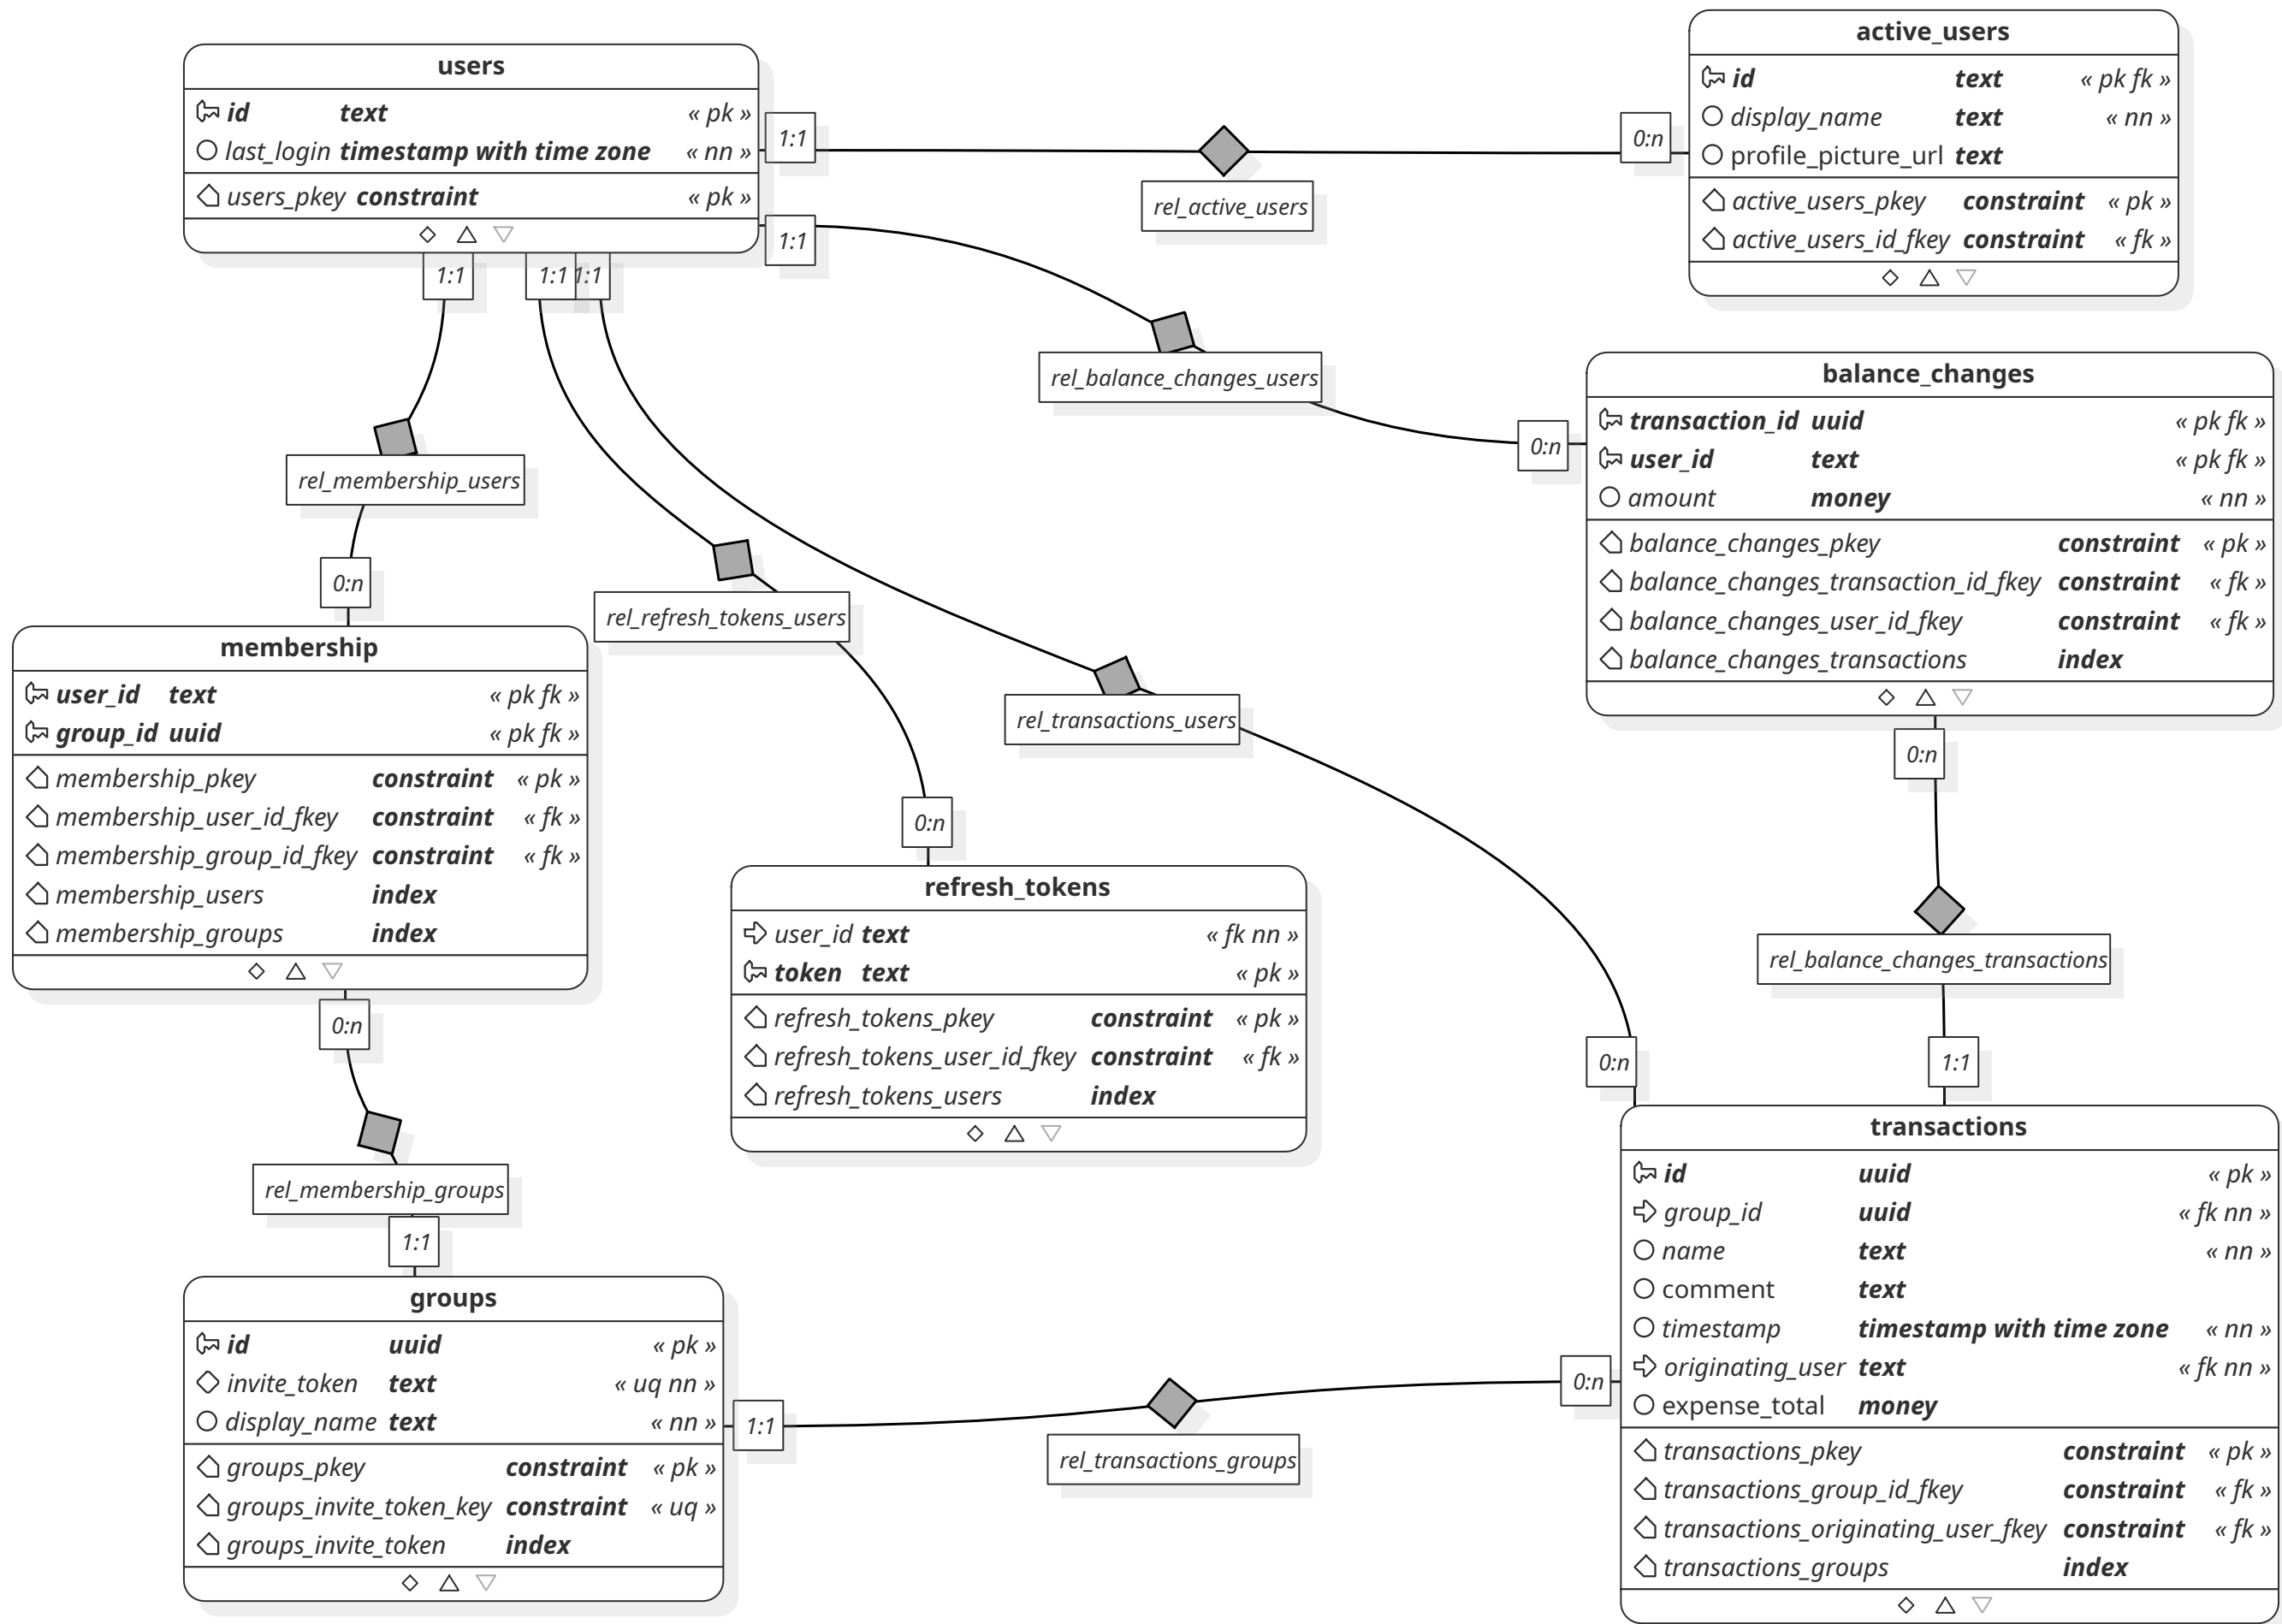 users
id text « pk »
last_login timestamp with time zone « nn »
users_pkey constraint « pk »
active_users
id text « pk fk »
display_name text « nn »
profile_picture_url text
active_users_pkey constraint « pk »
active_users_id_fkey constraint « fk »
1:1
0:n
rel_active_users
1:1
1:1
1:1
1:1
rel_balance_changes_users
0:n
balance_changes
transaction_id uuid « pk fk »
user_id text « pk fk »
amount money « nn »
balance_changes_pkey constraint « pk »
balance_changes_transaction_id_fkey constraint « fk »
balance_changes_user_id_fkey constraint « fk »
balance_changes_transactions index
rel_membership_users
0:n
membership
user_id text « pk fk »
group_id uuid « pk fk »
membership_pkey constraint « pk »
membership_user_id_fkey constraint « fk »
membership_group_id_fkey constraint « fk »
membership_users index
membership_groups index
rel_refresh_tokens_users
rel_transactions_users
0:n
0:n
refresh_tokens
user_id text « fk nn »
token text « pk »
refresh_tokens_pkey constraint « pk »
refresh_tokens_user_id_fkey constraint « fk »
refresh_tokens_users index
rel_balance_changes_transactions
0:n
1:1
0:n
rel_membership_groups
1:1
groups
id uuid « pk »
invite_token text « uq nn »
display_name text « nn »
groups_pkey constraint « pk »
groups_invite_token_key constraint « uq »
groups_invite_token index
1:1
rel_transactions_groups
0:n
transactions
id uuid « pk »
group_id uuid « fk nn »
name text « nn »
comment text
timestamp timestamp with time zone « nn »
originating_user text « fk nn »
expense_total money
transactions_pkey constraint « pk »
transactions_group_id_fkey constraint « fk »
transactions_originating_user_fkey constraint « fk »
transactions_groups index